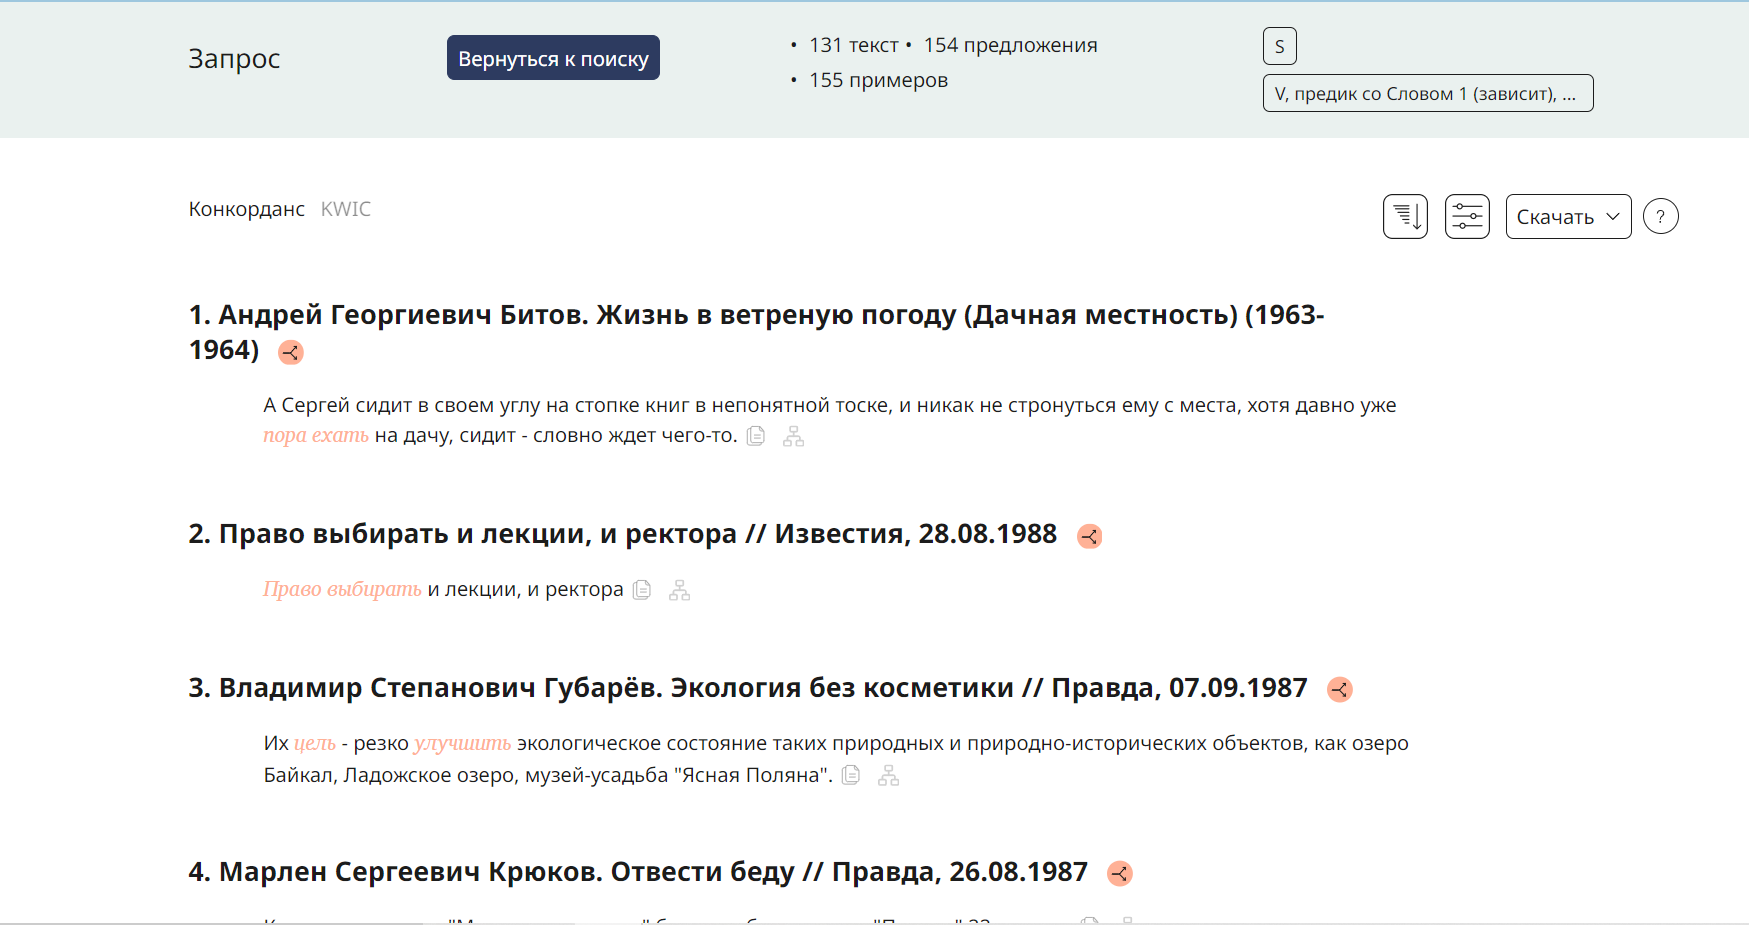 Запрос
Вернуться к поиску
• 131 текст • 154 предложения
• 155 примеров
S
V, предик со Словом 1 (зависит), ...
Конкорданс KWIC
Скачать
?
1. Андрей Георгиевич Битов. Жизнь в ветреную погоду (Дачная местность) (1963-
1964)
А Сергей сидит в своем углу на стопке книг в непонятной тоске, и никак не стронуться ему с места, хотя давно уже
пора ехать на дачу, сидит - словно ждет чего-то.
2. Право выбирать и лекции, и ректора // Известия, 28.08.1988
Право выбирать и лекции, и ректора
3. Владимир Степанович Губарёв. Экология без косметики // Правда, 07.09.1987
Их цель - резко улучшить экологическое состояние таких природных и природно-исторических объектов, как озеро
Байкал, Ладожское озеро, музей-усадьба "Ясная Поляна".
4. Марлен Сергеевич Крюков. Отвести беду // Правда, 26.08.1987